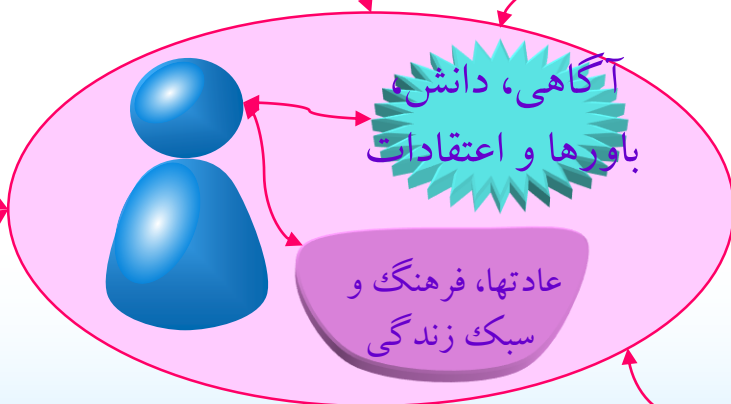 آگاهی، دانش،
باورها و اعتقادات
عادتها، فرهنگ و
سبک زندگی